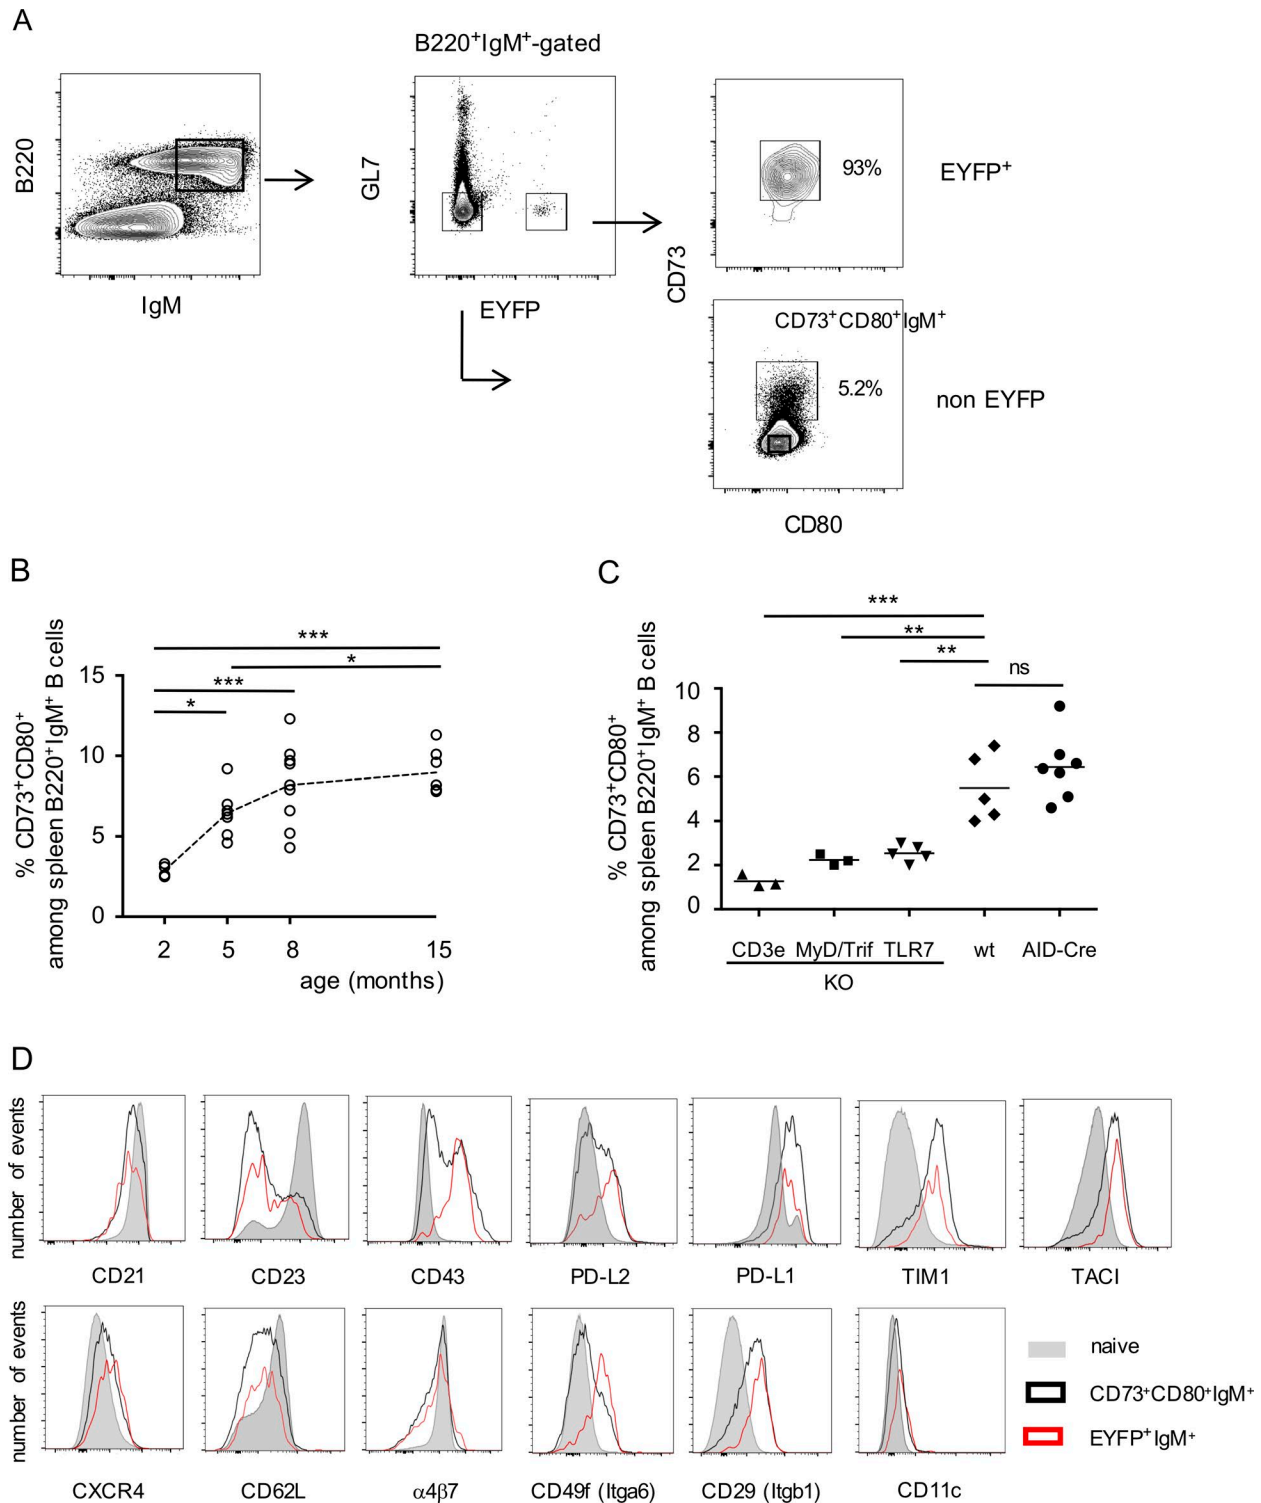 A
B220⁺IgM⁺-gated
B220
IgM
GL7
EYFP
CD73
93%
EYFP⁺
CD73⁺CD80⁺IgM⁺
5.2%
non EYFP
CD80
B
% CD73⁺CD80⁺
among spleen B220⁺IgM⁺ B cells
***
*
***
*
15
10
5
0
2 5 8 15
age (months)
C
% CD73⁺CD80⁺
among spleen B220⁺IgM⁺ B cells
***
**
**
ns
10
8
6
4
2
0
CD3e MyD/Trif TLR7 wt AID-Cre
KO
D
number of events
CD21 CD23 CD43 PD-L2 PD-L1 TIM1 TACI
number of events
CXCR4 CD62L α4β7 CD49f (Itga6) CD29 (Itgb1) CD11c
naive
CD73⁺CD80⁺IgM⁺
EYFP⁺IgM⁺